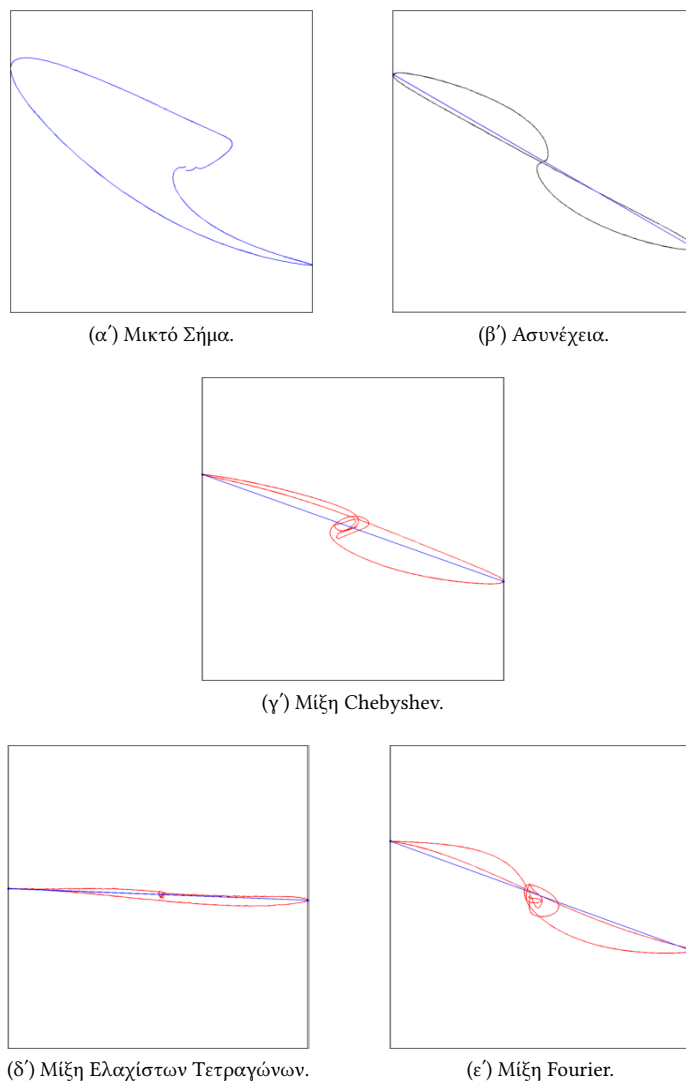 (α′) Μικτό Σήμα.
(β′) Ασυνέχεια.
(γ′) Μίξη Chebyshev.
(δ′) Μίξη Ελαχίστων Τετραγώνων.
(ε′) Μίξη Fourier.